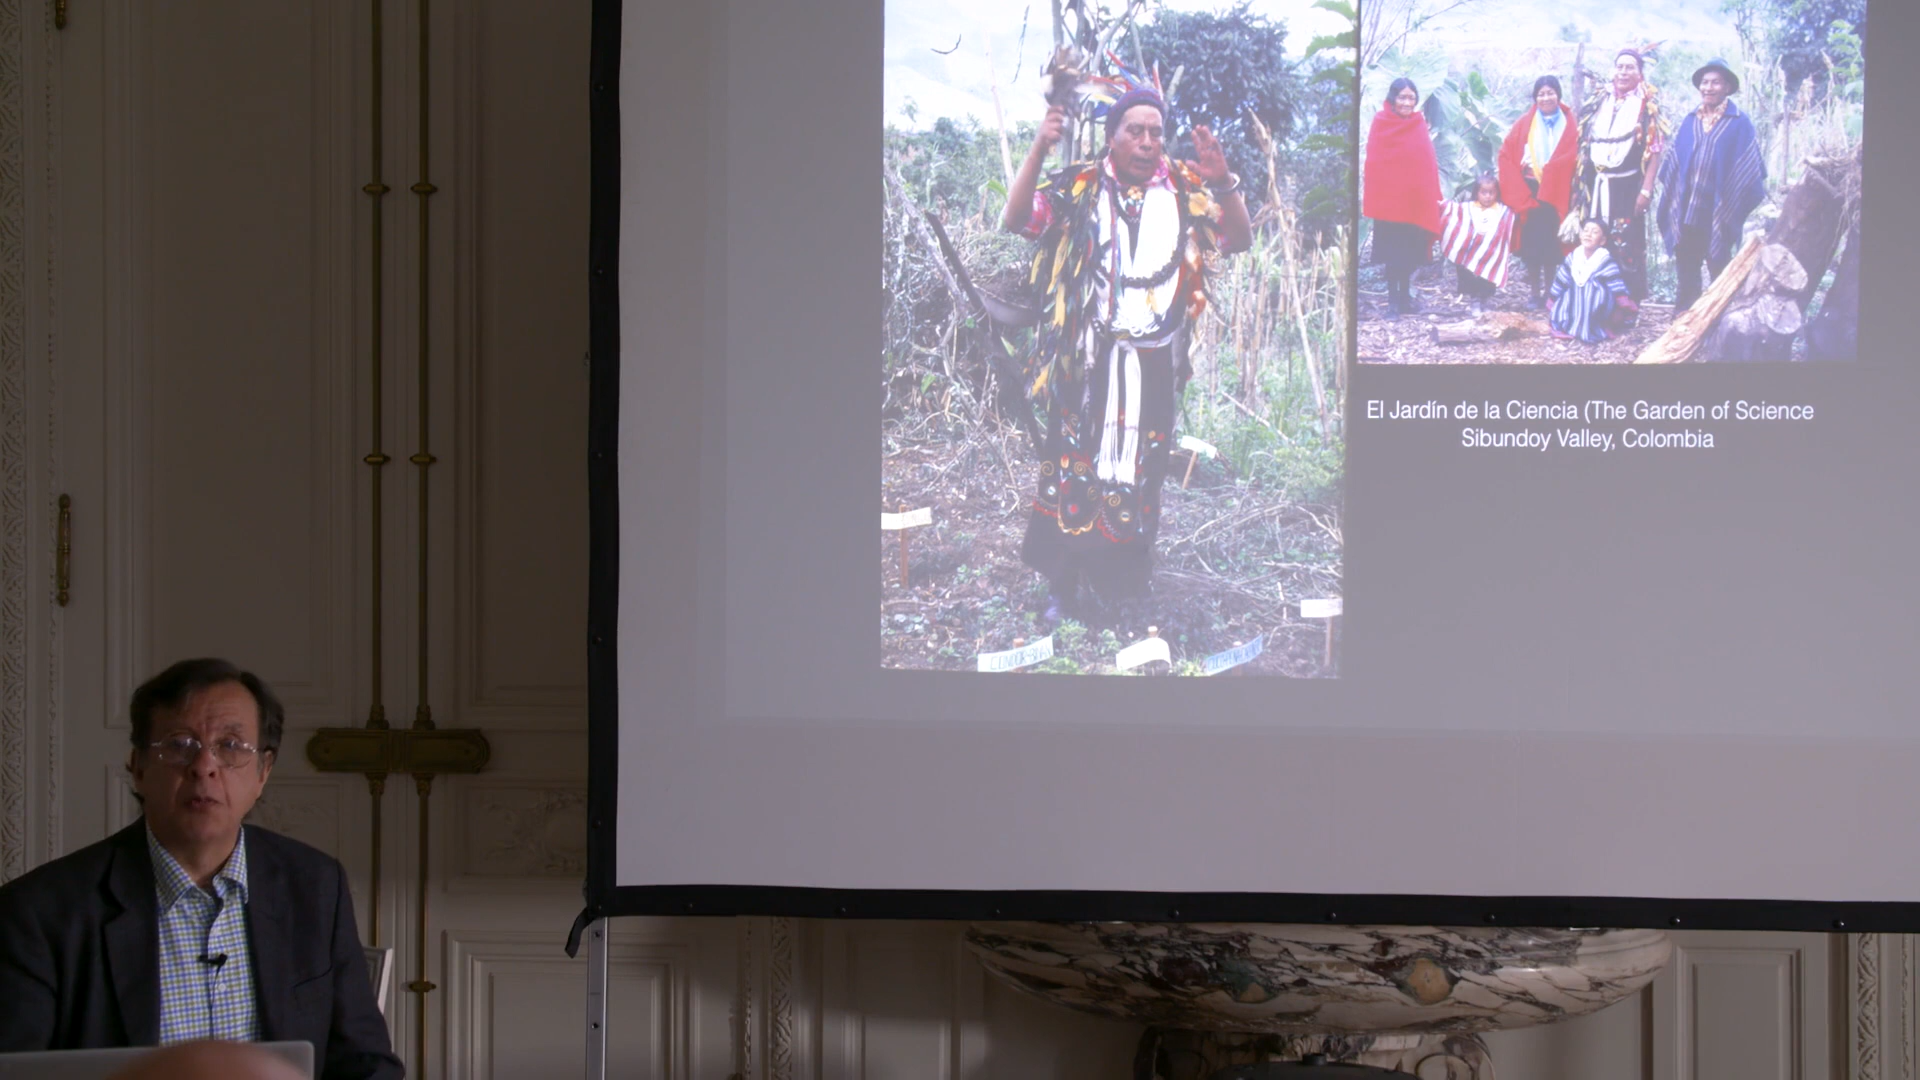 El Jardín de la Ciencia (The Garden of Science
Sibundoy Valley, Colombia